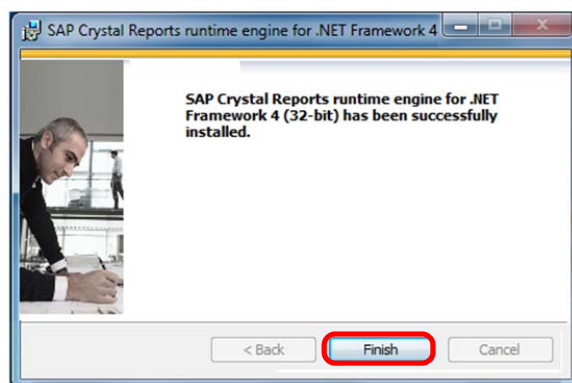 SAP Crystal Reports runtime engine for .NET Framework 4
SAP Crystal Reports runtime engine for .NET
Framework 4 (32-bit) has been successfully
installed.
< Back Finish Cancel